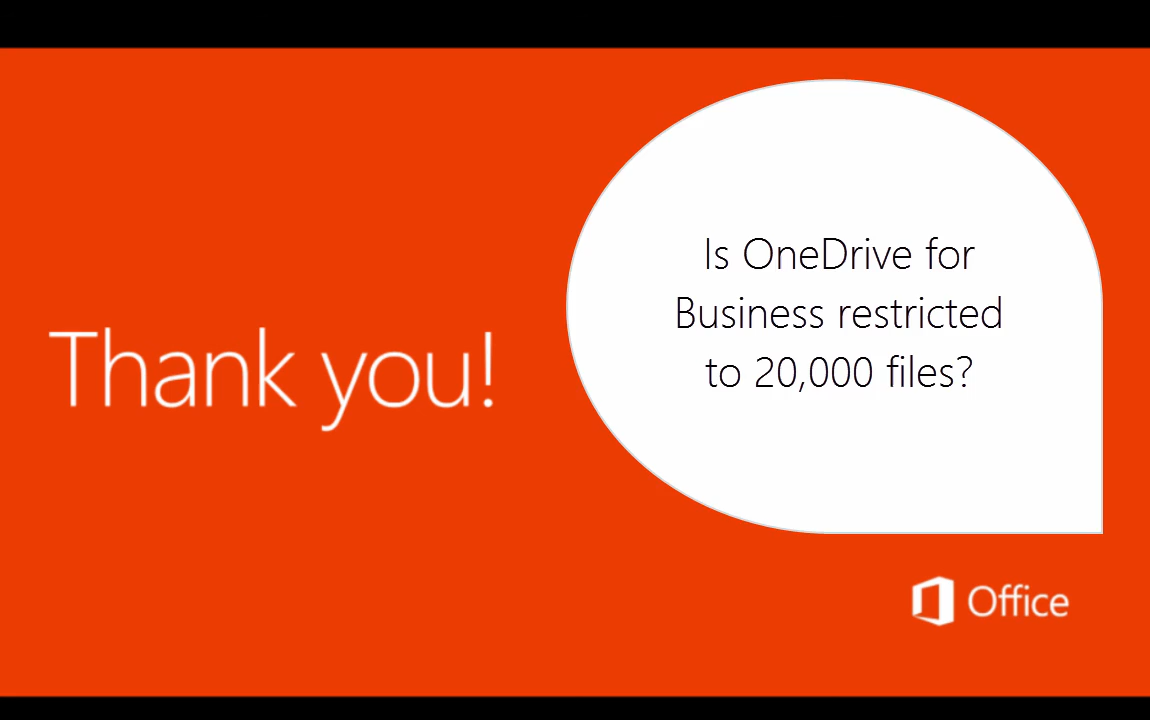 Thank you!
Is OneDrive for
Business restricted
to 20,000 files?
Office